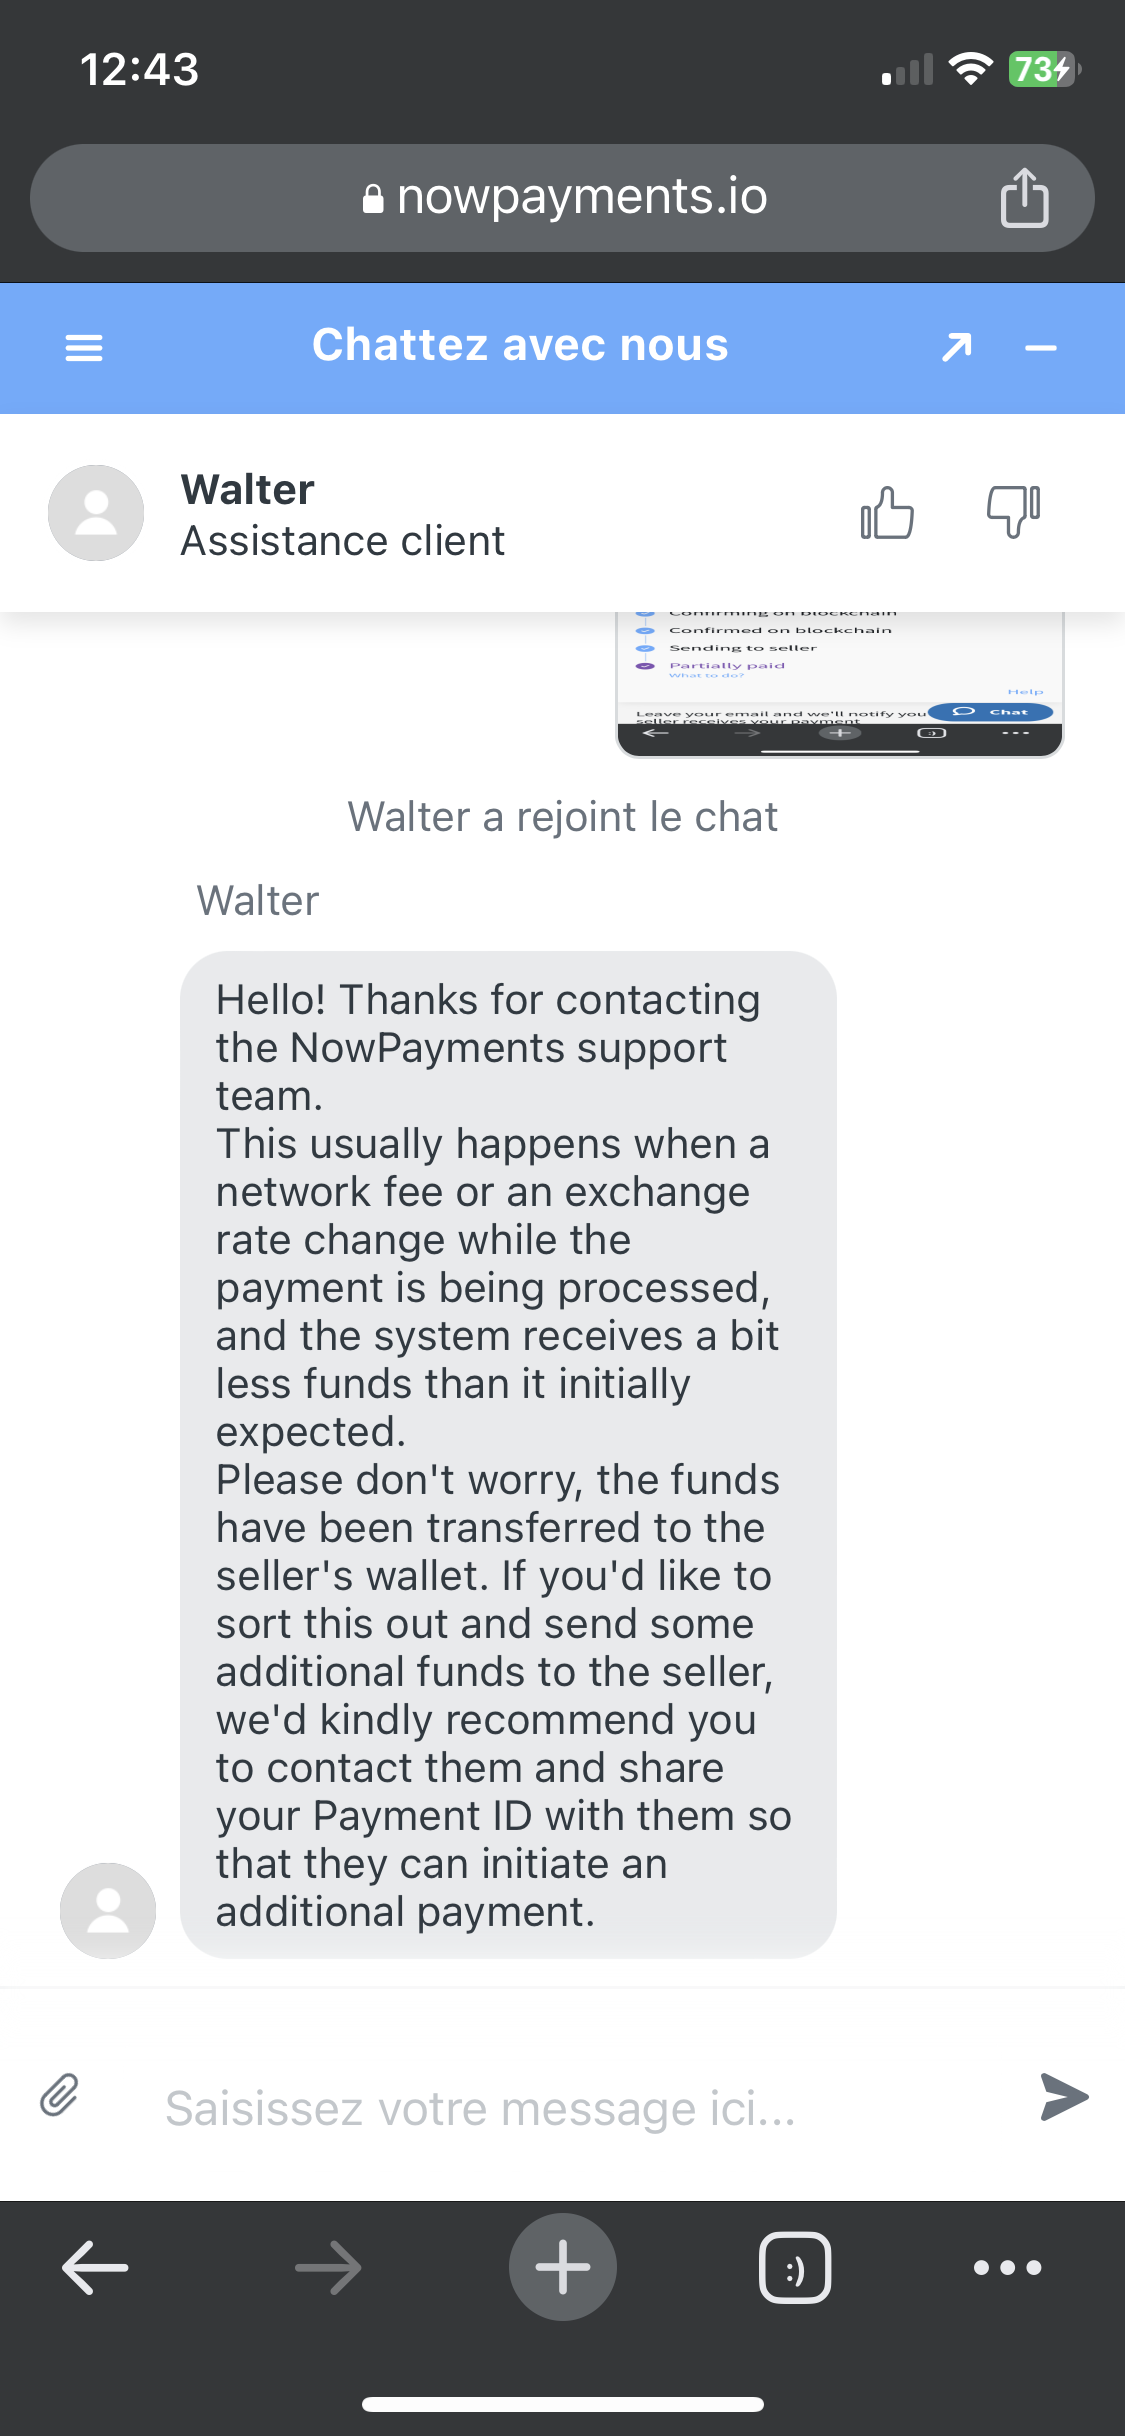 12:43
73
nowpayments.io
Chattez avec nous
Walter
Assistance client
Confirming on blockchain
Confirmed on blockchain
Sending to seller
Partially paid
What to do?
Help
Leave your email and we'll notify you
Chat
seller receives your payment
:)
Walter a rejoint le chat
Walter
Hello! Thanks for contacting
the NowPayments support
team.
This usually happens when a
network fee or an exchange
rate change while the
payment is being processed,
and the system receives a bit
less funds than it initially
expected.
Please don't worry, the funds
have been transferred to the
seller's wallet. If you'd like to
sort this out and send some
additional funds to the seller,
we'd kindly recommend you
to contact them and share
your Payment ID with them so
that they can initiate an
additional payment.
Saisissez votre message ici...
:)